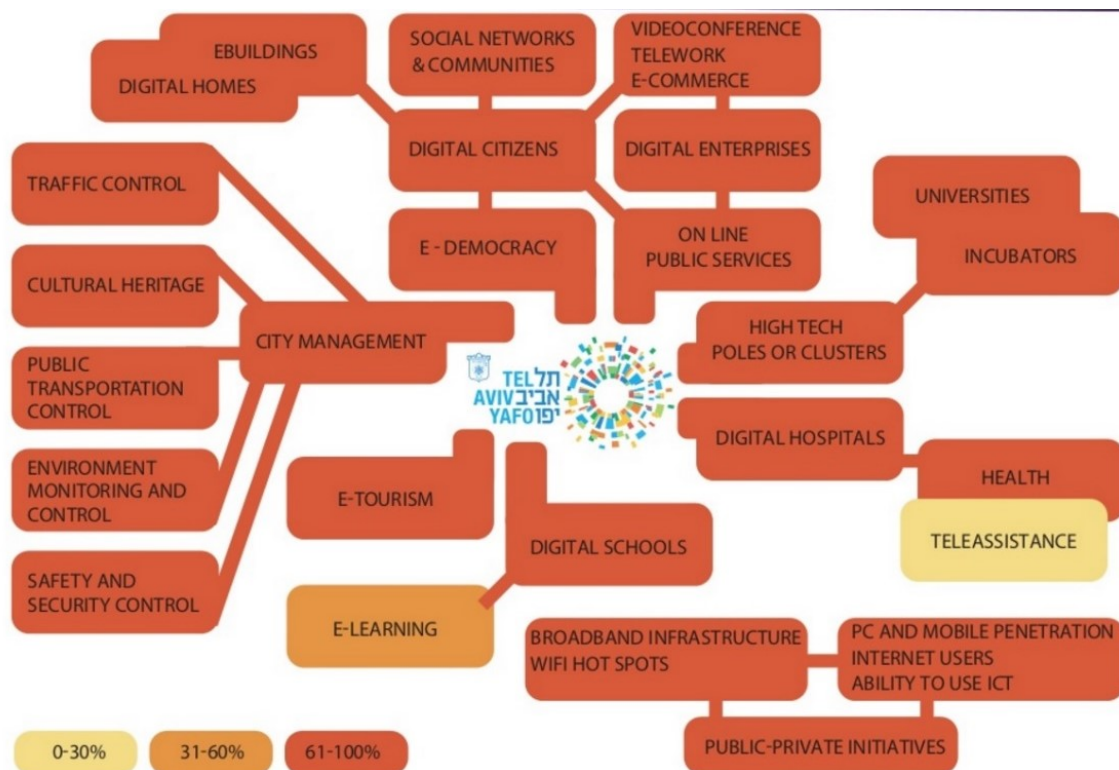 EBUILDINGS
DIGITAL HOMES
SOCIAL NETWORKS
& COMMUNITIES
VIDEOCONFERENCE
TELEWORK
E-COMMERCE
DIGITAL CITIZENS
DIGITAL ENTERPRISES
TRAFFIC CONTROL
UNIVERSITIES
INCUBATORS
E - DEMOCRACY
ON LINE
PUBLIC SERVICES
CULTURAL HERITAGE
CITY MANAGEMENT
HIGH TECH
POLES OR CLUSTERS
PUBLIC
TRANSPORTATION
CONTROL
TEL תל
AVIV אביב
YAFO יפו
DIGITAL HOSPITALS
ENVIRONMENT
MONITORING AND
CONTROL
E-TOURISM
HEALTH
TELEASSISTANCE
DIGITAL SCHOOLS
SAFETY AND
SECURITY CONTROL
E-LEARNING
BROADBAND INFRASTRUCTURE
WIFI HOT SPOTS
PC AND MOBILE PENETRATION
INTERNET USERS
ABILITY TO USE ICT
PUBLIC-PRIVATE INITIATIVES
0-30%
31-60%
61-100%